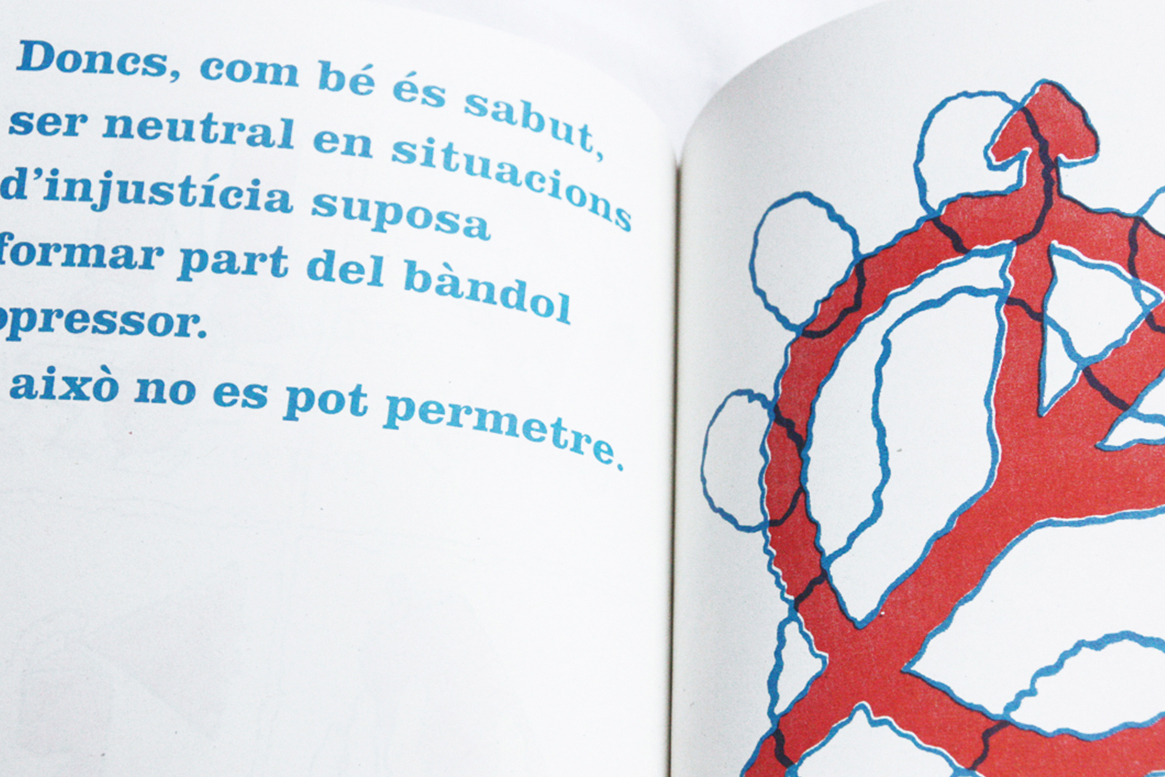 Doncs, com bé és sabut,
ser neutral en situacions
d'injustícia suposa
formar part del bàndol
opressor.
això no es pot permetre.